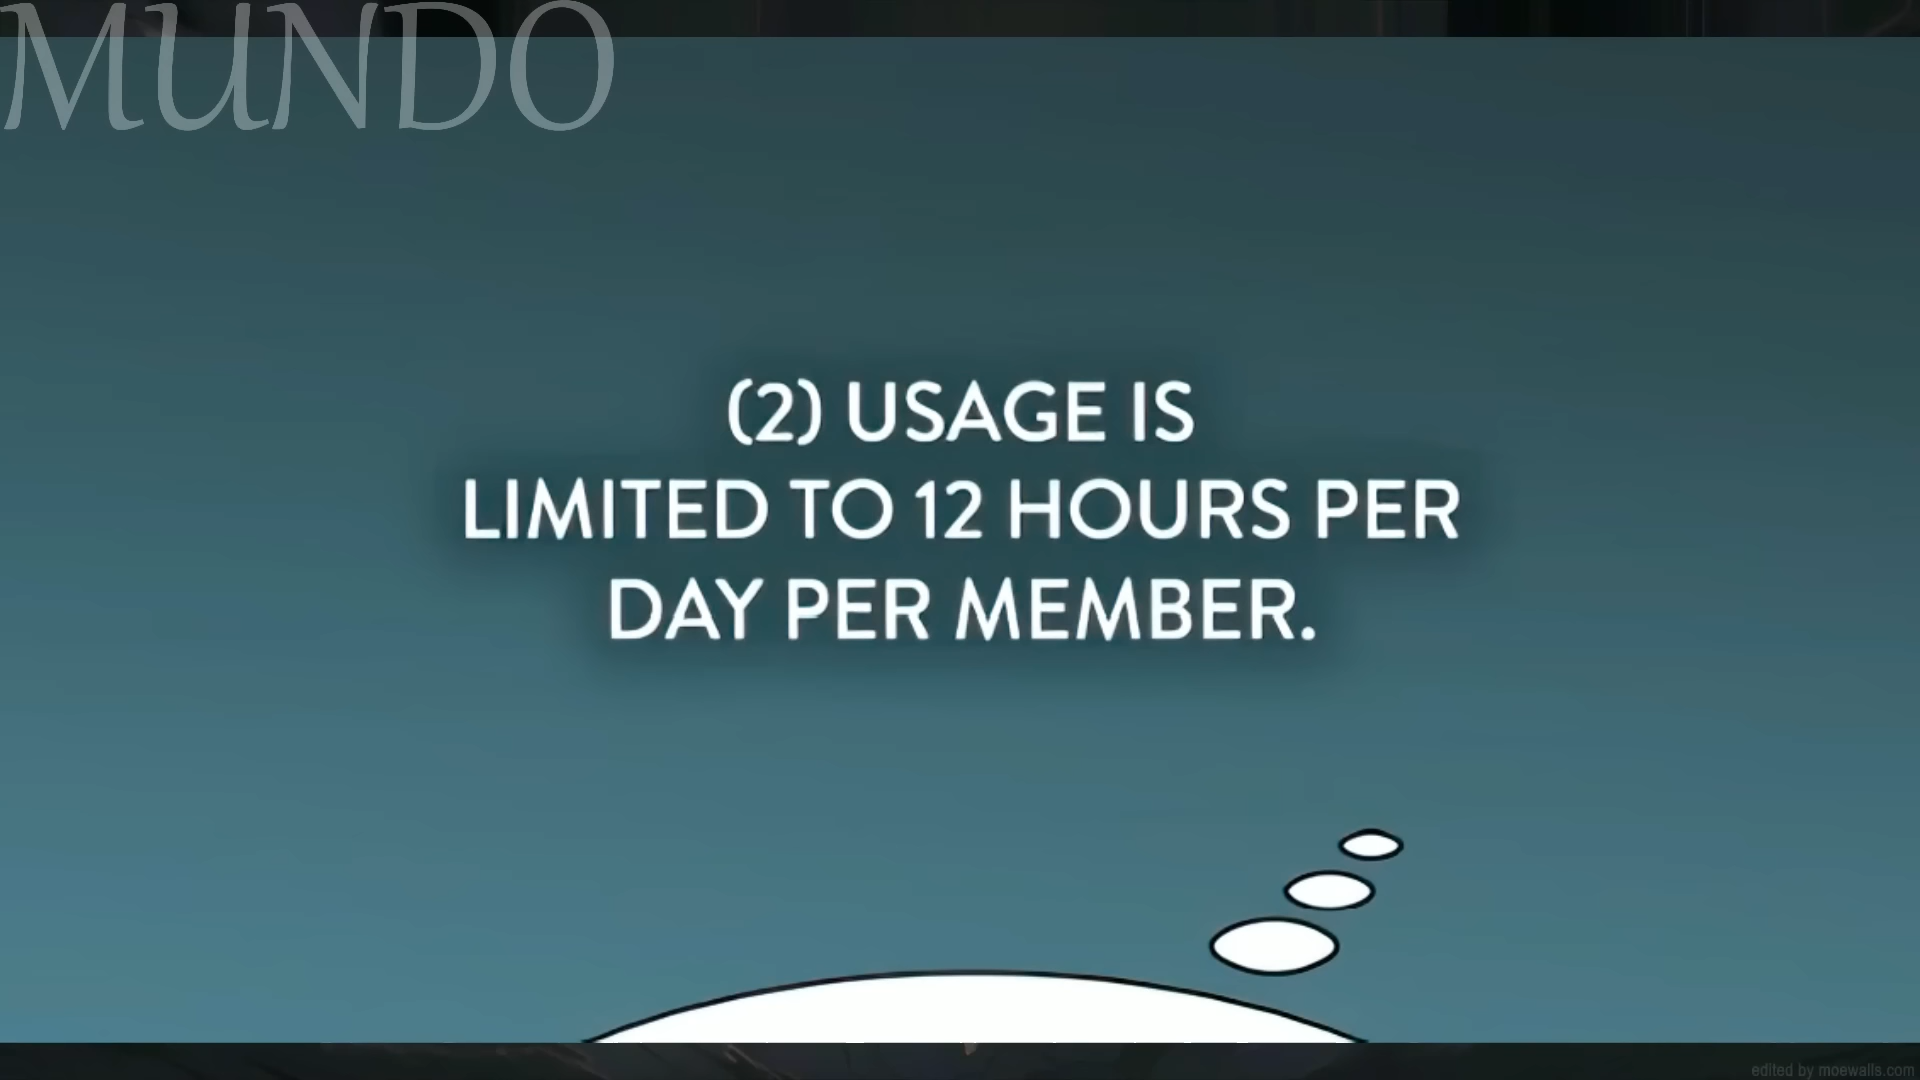 MUNDO
(2) USAGE IS
LIMITED TO 12 HOURS PER
DAY PER MEMBER.
edited by moewalls.com